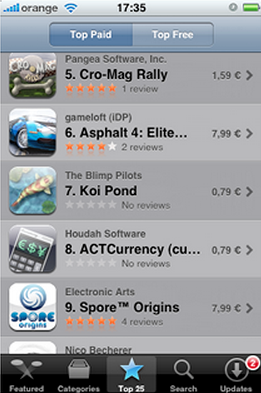 orange 17:35
Top Paid Top Free
Pangea Software, Inc.
5. Cro-Mag Rally 1,59 €
1 review
gameloft (iDP)
6. Asphalt 4: Elite... 7,99 €
2 reviews
The Blimp Pilots
7. Koi Pond 0,79 €
No reviews
Houdah Software
8. ACTCurrency (cu... 0,79 €
No reviews
€ $ ¥
Electronic Arts
9. Spore™ Origins 7,99 €
4 reviews
SPORE
ORIGINS
Nico Becherer
2
Featured Categories Top 25 Search Updates